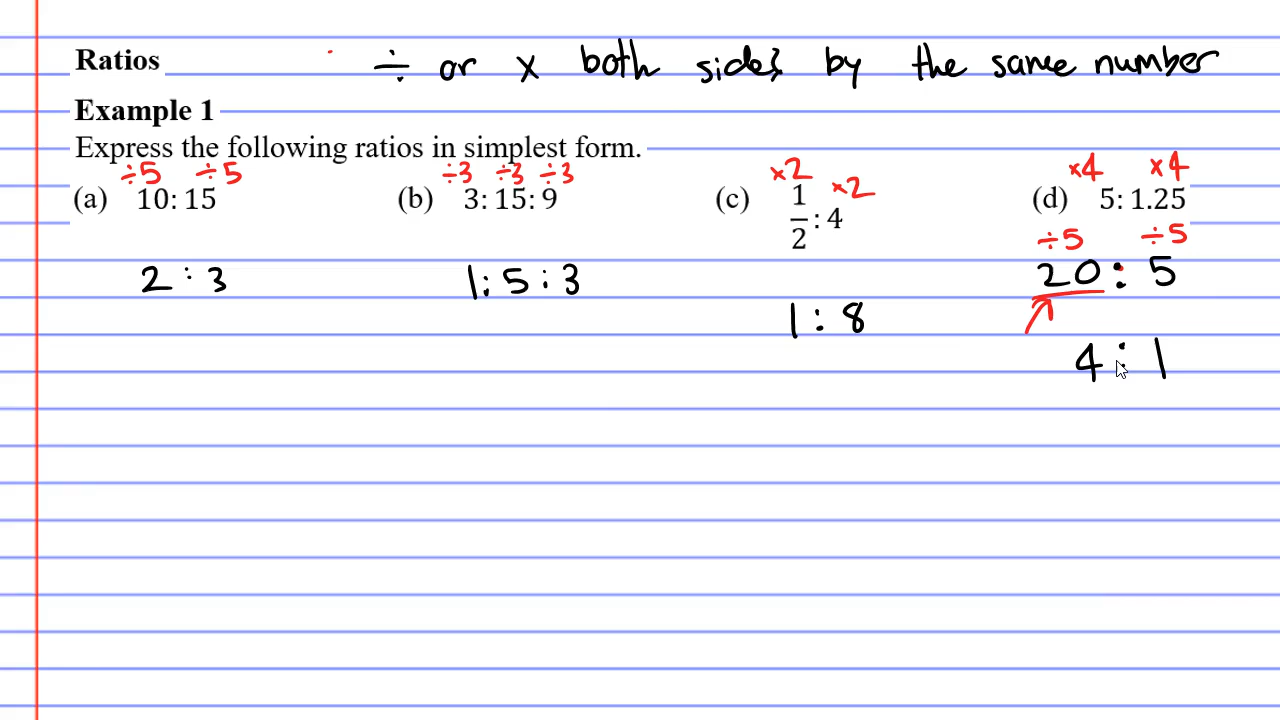 Ratios ÷ or x both sides by the same number
Example 1
Express the following ratios in simplest form.
÷5 ÷5 ÷3 ÷3 ÷3 ×2 ×2 ×4 ×4
(a) 10: 15 (b) 3: 15: 9 (c) 1/2 : 4 (d) 5: 1.25
÷5 ÷5
2 : 3 1: 5 : 3 20 : 5
1 : 8
4 : 1